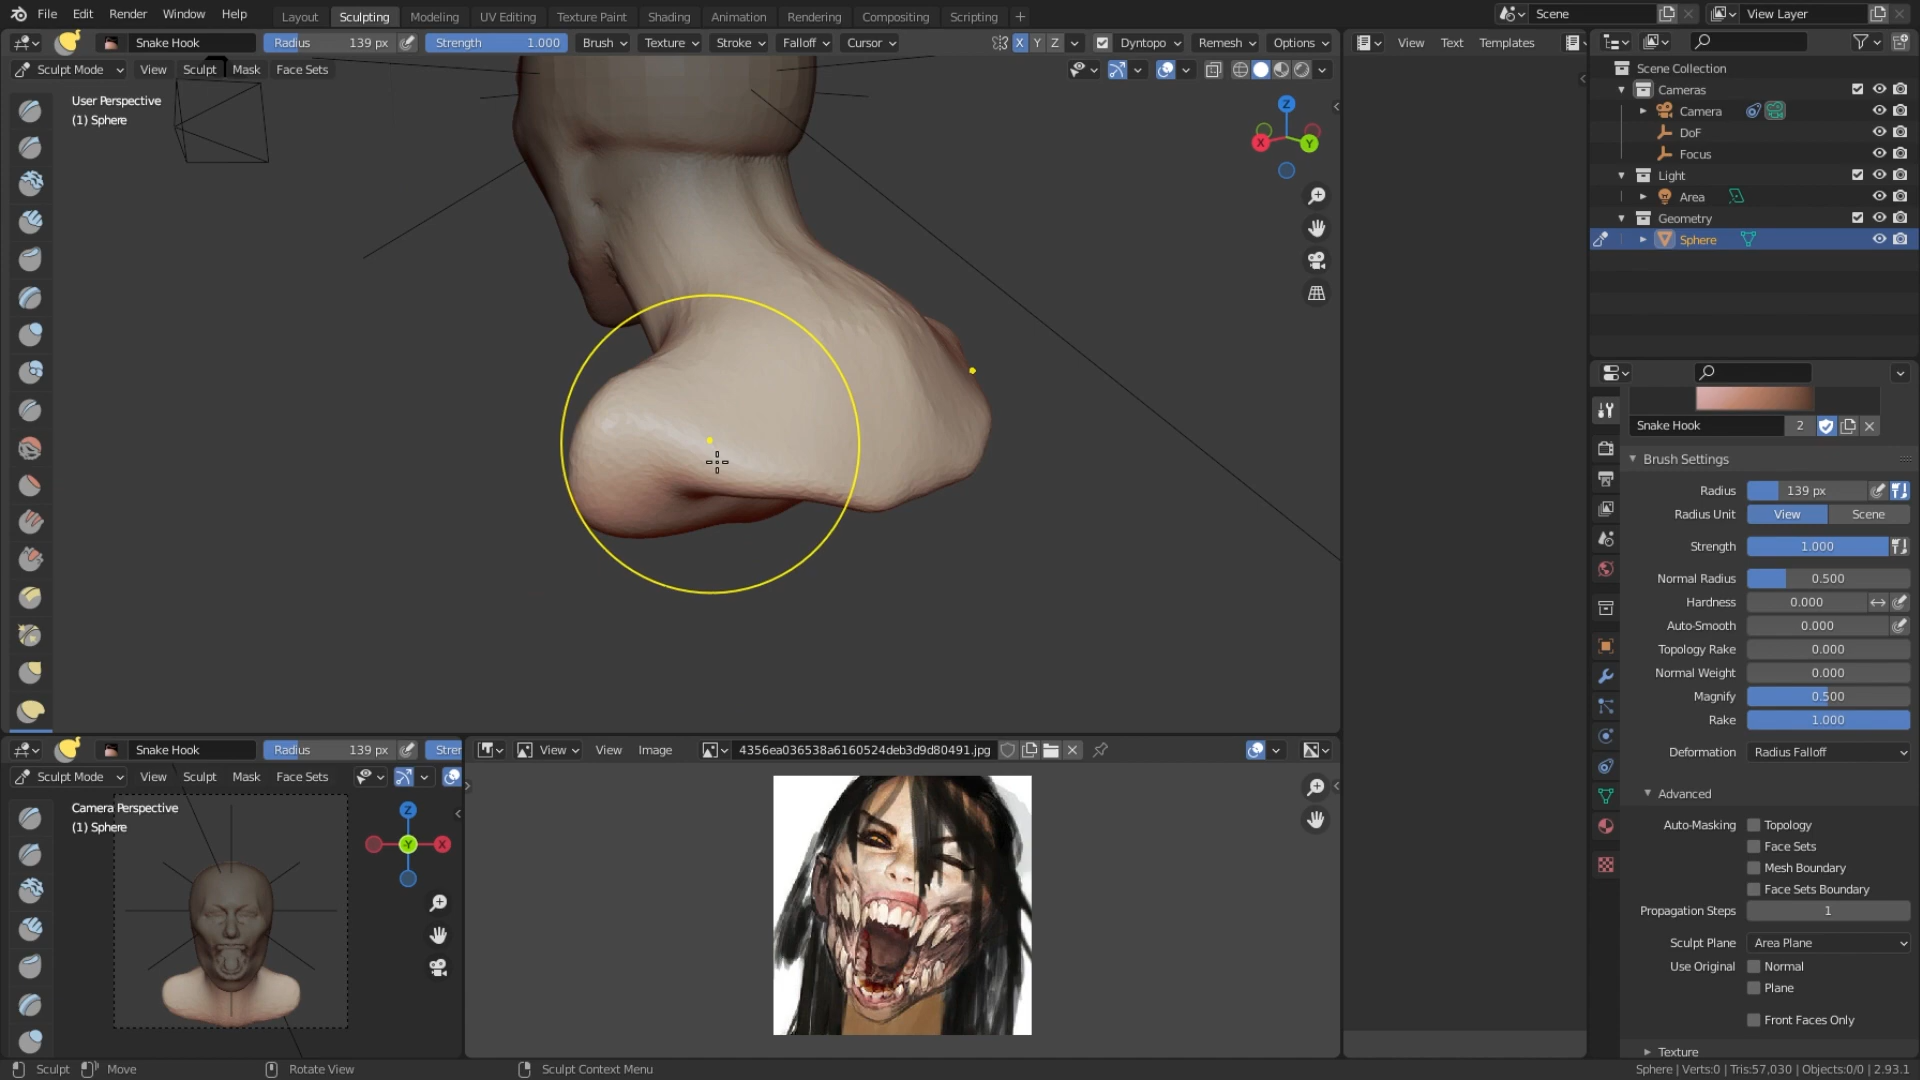 File Edit Render Window Help Layout Sculpting Modeling UV Editing Texture Paint Shading Animation Rendering Compositing Scripting + Scene View Layer
Snake Hook Radius 139 px Strength 1.000 Brush Texture Stroke Falloff Cursor X Y Z Dyntopo Remesh Options View Text Templates
Sculpt Mode View Sculpt Mask Face Sets
Scene Collection
Cameras
Camera
DoF
Focus
Light
Area
Geometry
Sphere
User Perspective
(1) Sphere
Z
X
Y
Snake Hook 2
Brush Settings
Radius 139 px
Radius Unit View Scene
Strength 1.000
Normal Radius 0.500
Hardness 0.000
Auto-Smooth 0.000
Topology Rake 0.000
Normal Weight 0.000
Magnify 0.500
Rake 1.000
Deformation Radius Falloff
Advanced
Auto-Masking Topology
Face Sets
Mesh Boundary
Face Sets Boundary
Propagation Steps 1
Sculpt Plane Area Plane
Use Original Normal
Plane
Front Faces Only
Texture
Snake Hook Radius 139 px Strer
Sculpt Mode View Sculpt Mask Face Sets
Camera Perspective
(1) Sphere
Z
-Y
X
View View Image 4356ea036538a6160524deb3d9d80491.jpg
Sculpt Move Rotate View Sculpt Context Menu Sphere | Verts:0 | Tris:57,030 | Objects:0/0 | 2.93.1